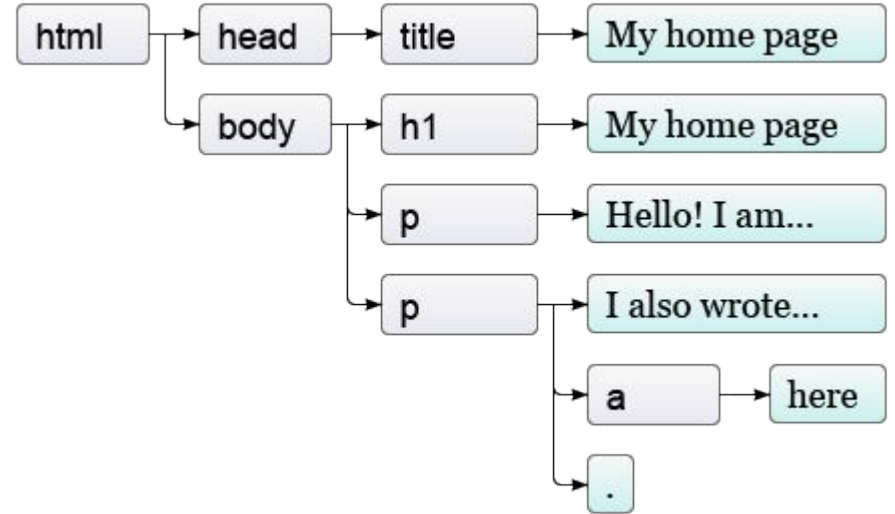 html head title My home page
body h1 My home page
p Hello! I am...
p I also wrote...
a here
.